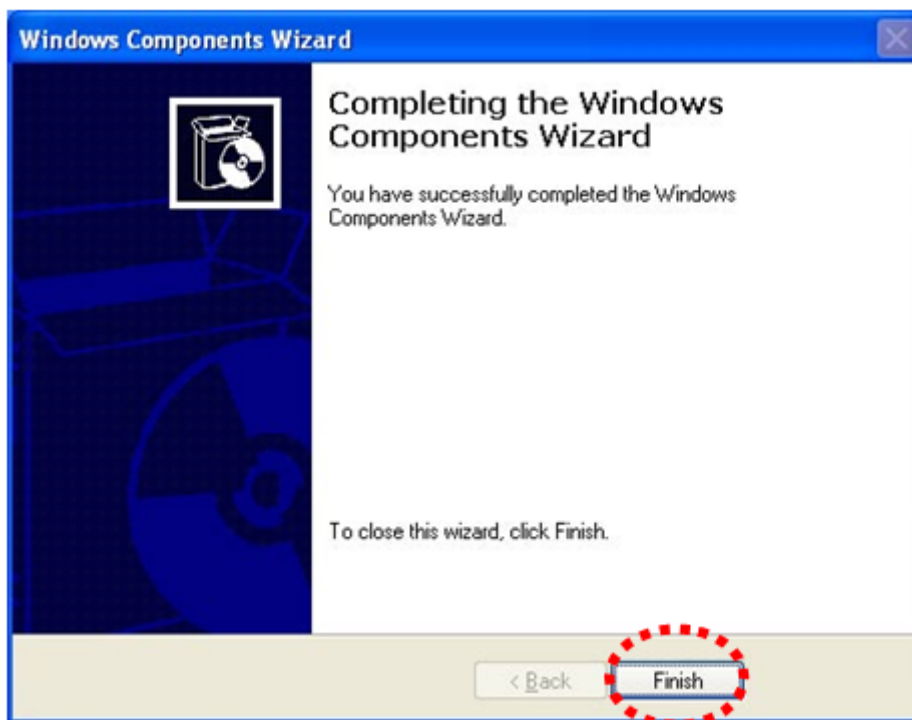 Windows Components Wizard
Completing the Windows
Components Wizard
You have successfully completed the Windows
Components Wizard.
To close this wizard, click Finish.
< Back
Finish